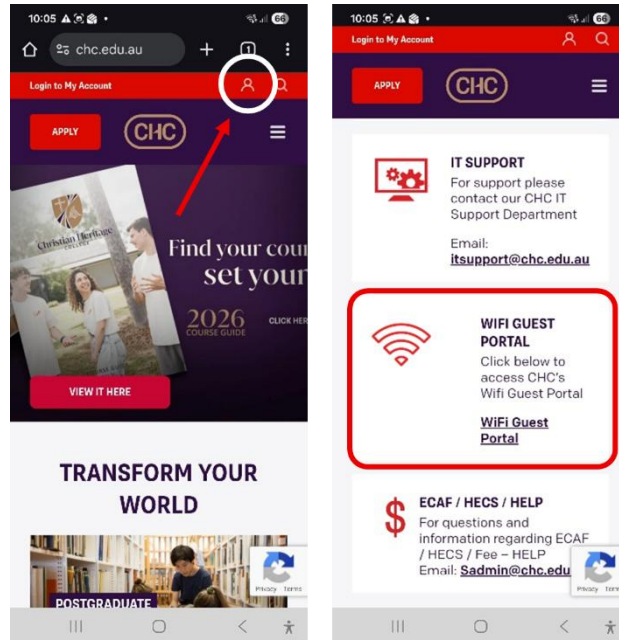 10:05
66
chc.edu.au
1
Login to My Account
APPLY
CHC
Christian Heritage
COLLEGE
Find your cour
set your
2026
COURSE GUIDE
CLICK HER
VIEW IT HERE
TRANSFORM YOUR
WORLD
POSTGRADUATE
Privacy Terms
10:05
66
Login to My Account
APPLY
CHC
IT SUPPORT
For support please
contact our CHC IT
Support Department
Email:
itsupport@chc.edu.au
WIFI GUEST
PORTAL
Click below to
access CHC's
Wifi Guest Portal
WiFi Guest
Portal
ECAF / HECS / HELP
For questions and
information regarding ECAF
/ HECS / Fee – HELP
Email: Sadmin@chc.edu
Privacy Term